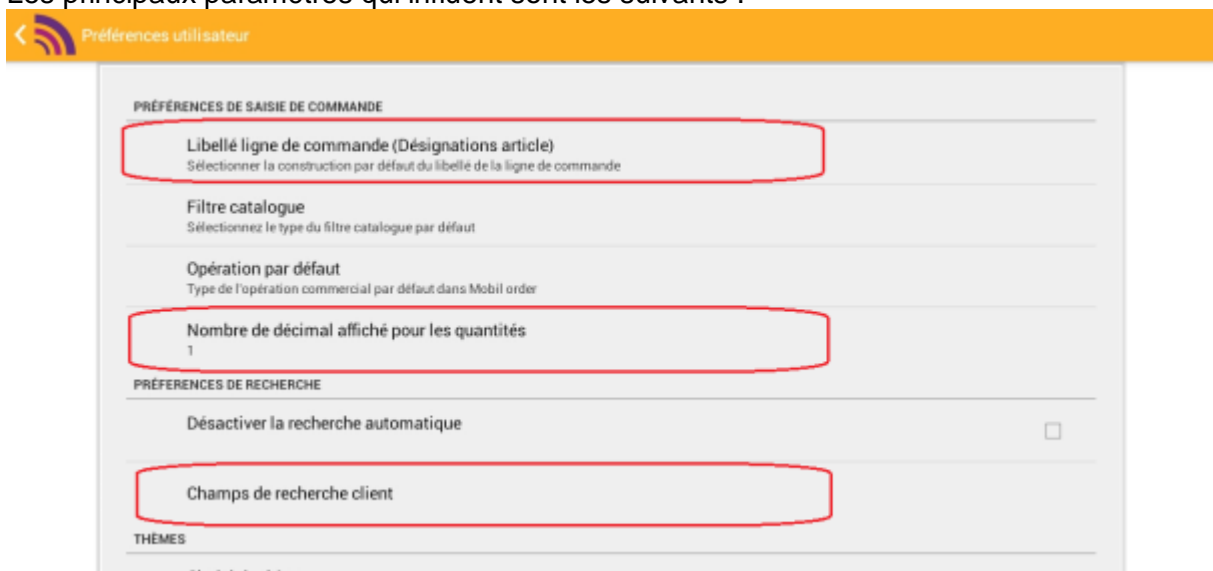 Les principaux paramètres qui influent sont les suivants :
Préférences utilisateur
PRÉFÉRENCES DE SAISIE DE COMMANDE
Libellé ligne de commande (Désignations article)
Sélectionner la construction par défaut du libellé de la ligne de commande
Filtre catalogue
Sélectionnez le type du filtre catalogue par défaut
Opération par défaut
Type de l'opération commercial par défaut dans Mobil order
Nombre de décimal affiché pour les quantités
1
PRÉFERENCES DE RECHERCHE
Désactiver la recherche automatique
Champs de recherche client
THÈMES